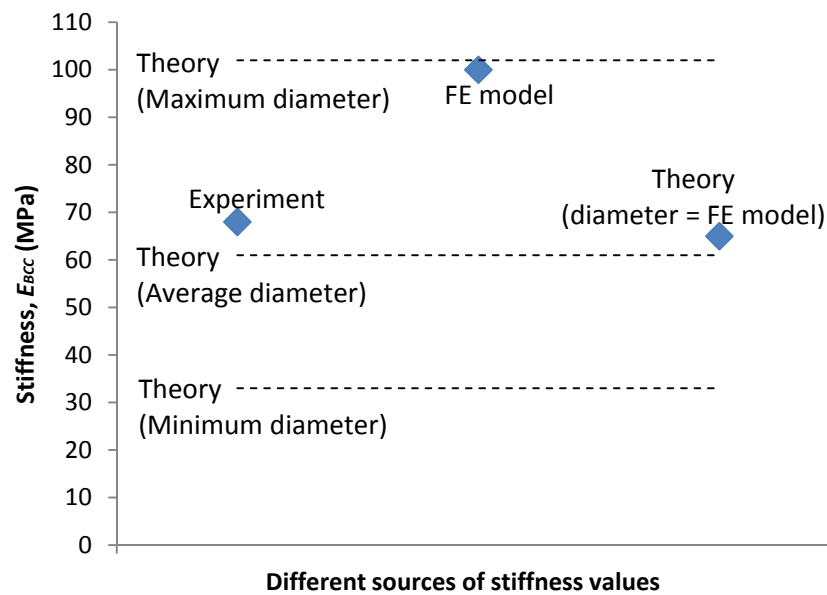 110
100
90
80
70
60
50
40
30
20
10
0
Stiffness, E_BCC (MPa)
Theory
(Maximum diameter)
FE model
Experiment
Theory
(diameter = FE model)
Theory
(Average diameter)
Theory
(Minimum diameter)
Different sources of stiffness values